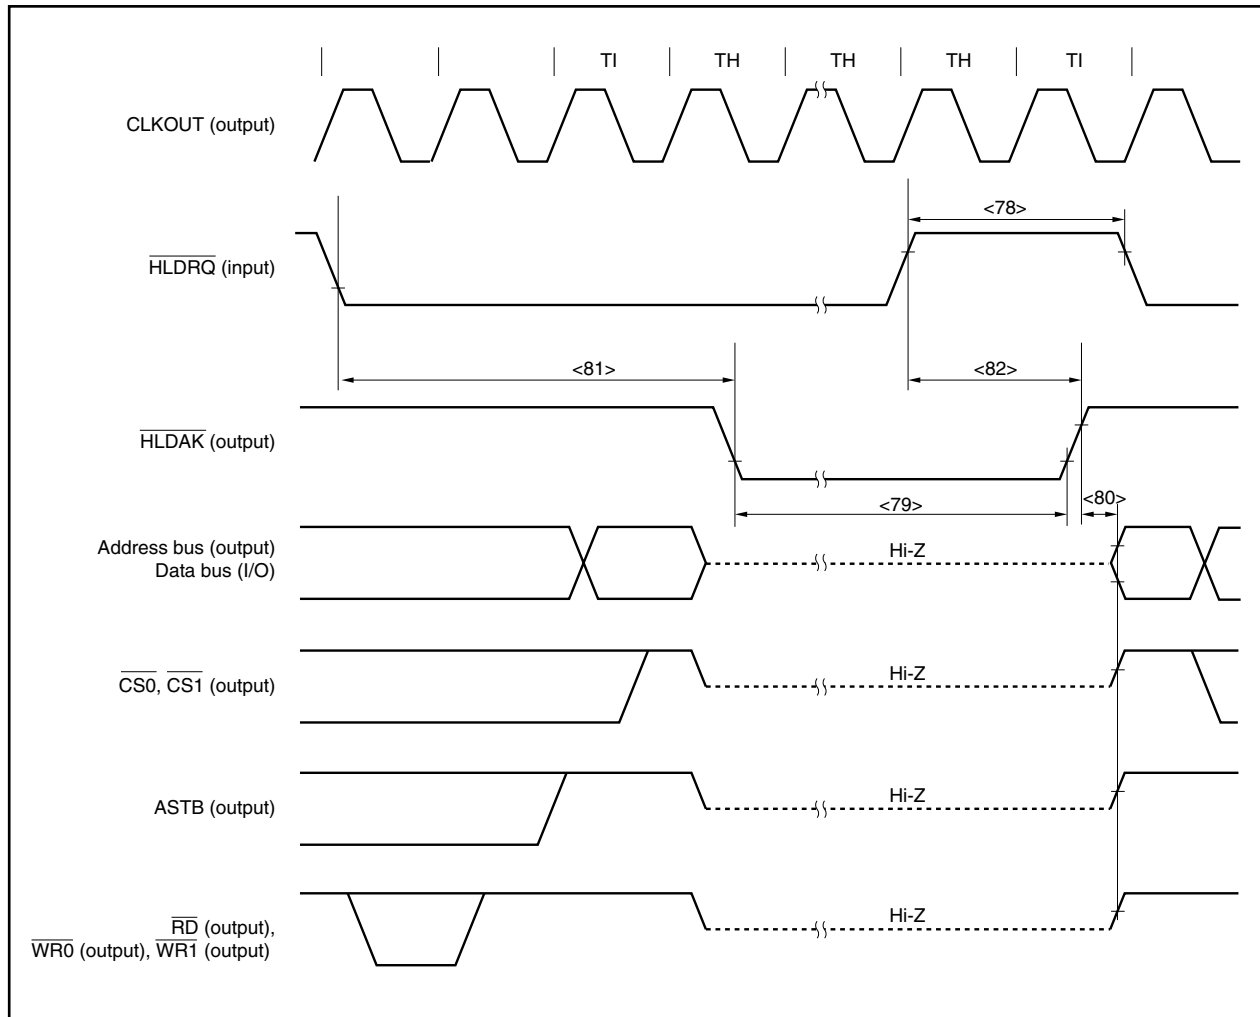 TI TH TH TH TI
CLKOUT (output)
<78>
HLDRQ (input)
<81> <82>
HLDAK (output)
<79> <80>
Address bus (output)
Data bus (I/O)
Hi-Z
CS0, CS1 (output)
Hi-Z
ASTB (output)
Hi-Z
RD (output),
WR0 (output), WR1 (output)
Hi-Z